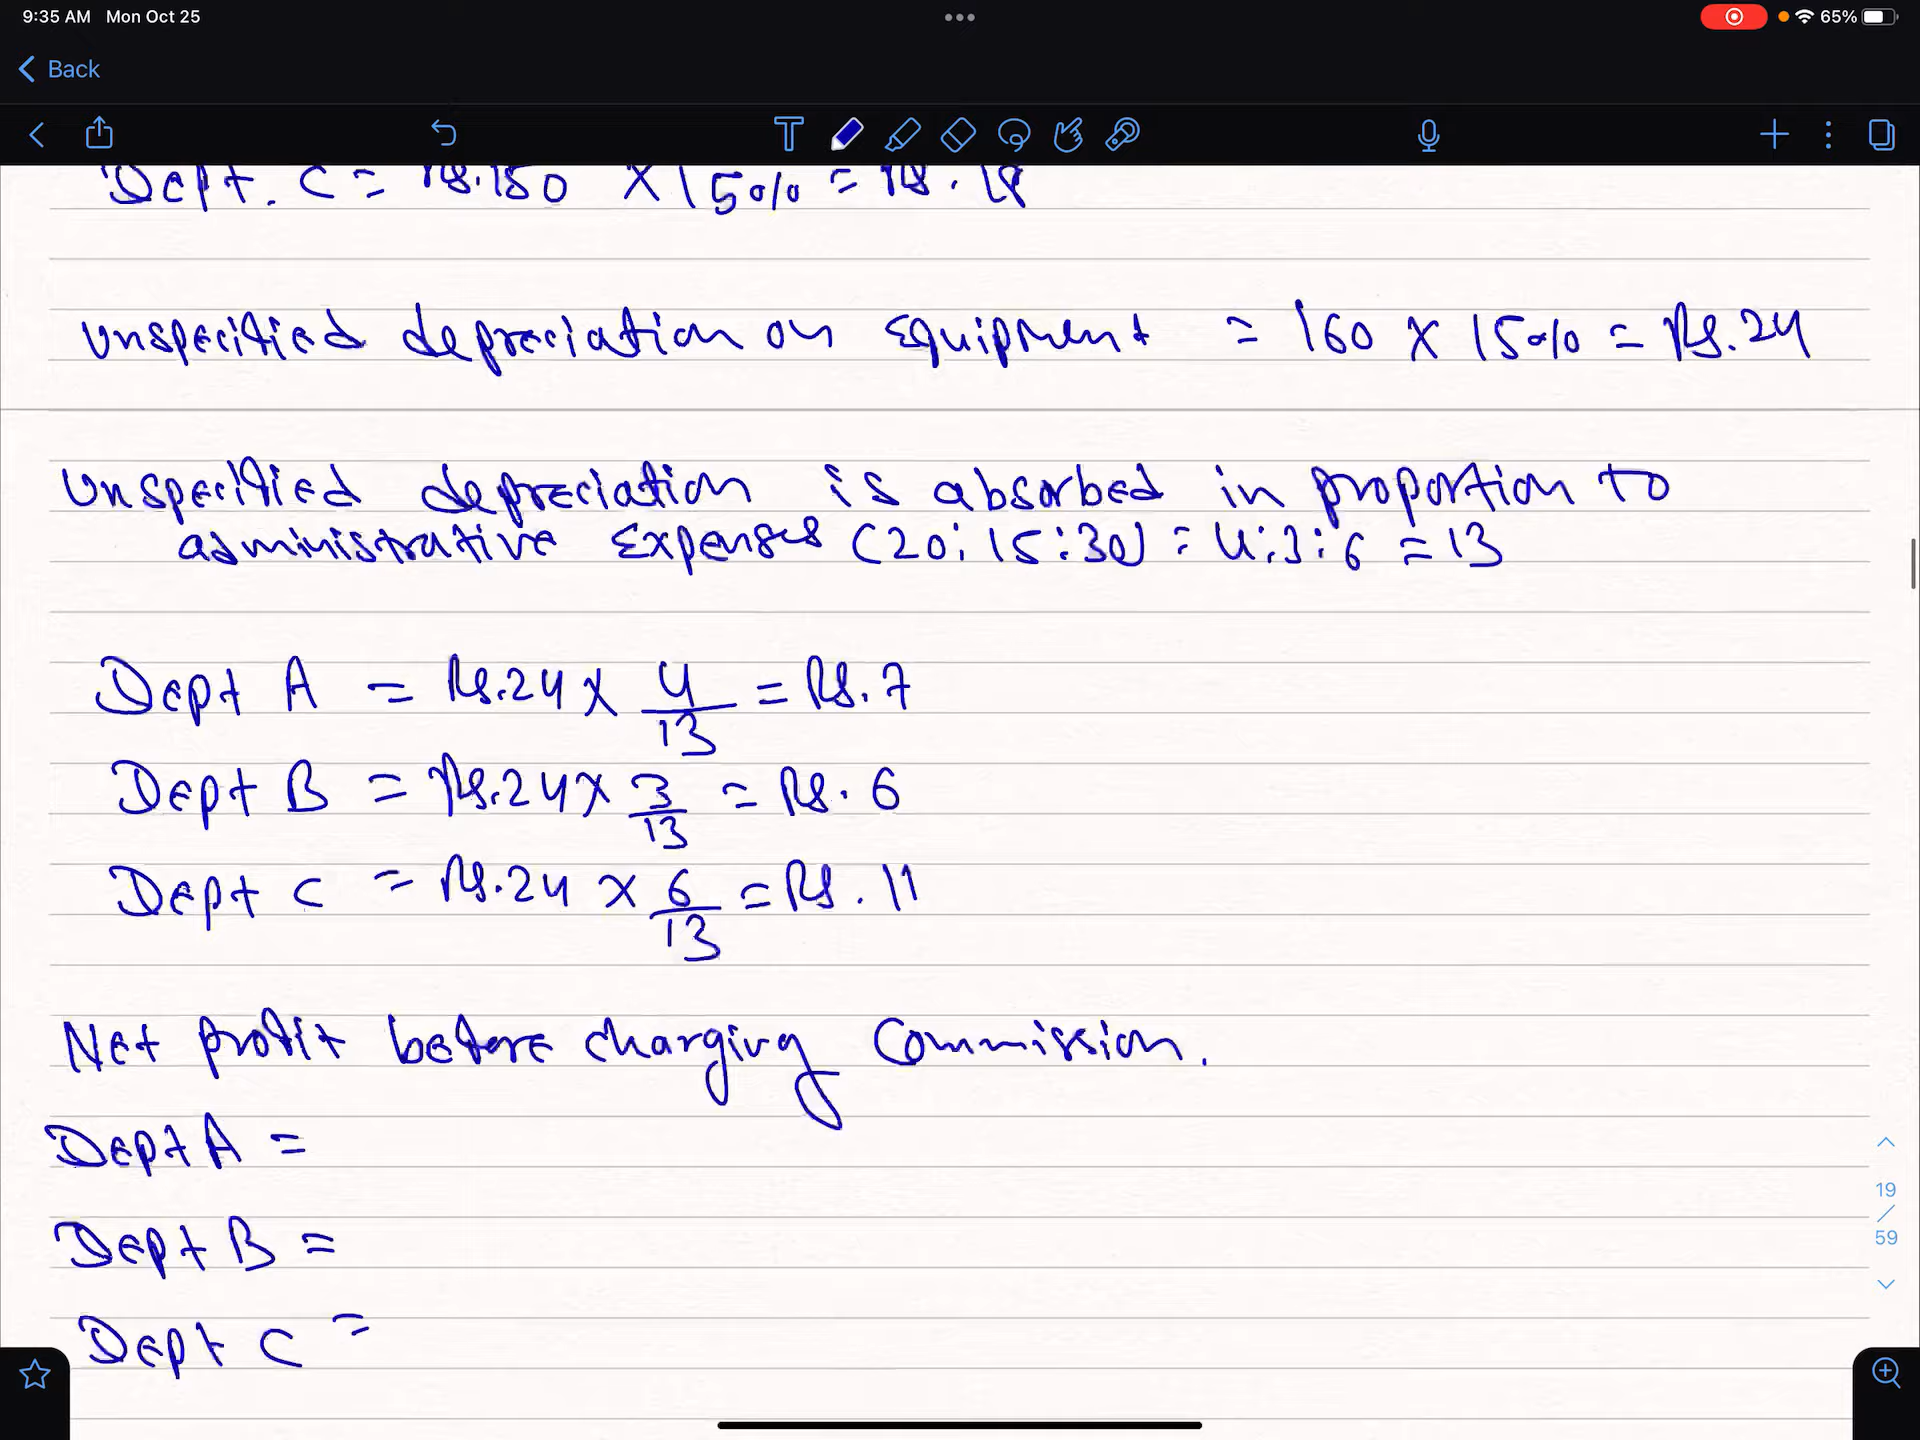 9:35 AM Mon Oct 25
65%
Back
Dept. C = Rs.150 X 15% = Rs. 18
Unspecified depreciation on Equipment = 160 X 15% = Rs.24
Unspecified depreciation is absorbed in proportion to
administrative Expenses (20:15:30) = 4:3:6 = 13
Dept A = Rs.24 X 4/13 = Rs.7
Dept B = Rs.24 X 3/13 = Rs. 6
Dept C = Rs.24 X 6/13 = Rs. 11
Net profit before charging Commission.
Dept A =
Dept B =
Dept C =
19
/
59